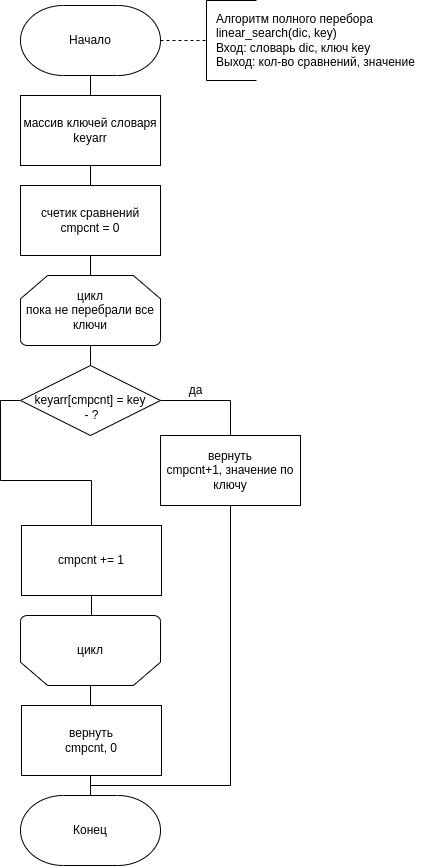 Начало
Алгоритм полного перебора
linear_search(dic, key)
Вход: словарь dic, ключ key
Выход: кол-во сравнений, значение
массив ключей словаря
keyarr
счетик сравнений
cmpcnt = 0
цикл
пока не перебрали все
ключи
keyarr[cmpcnt] = key
- ?
да
вернуть
cmpcnt+1, значение по
ключу
cmpcnt += 1
цикл
вернуть
cmpcnt, 0
Конец